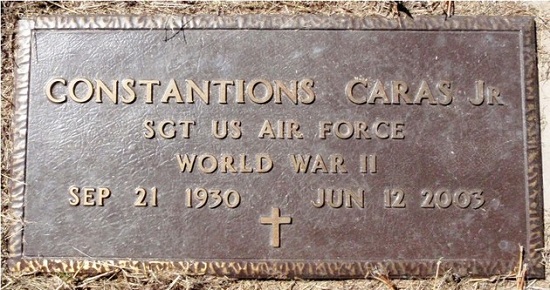 CONSTANTIONS CARAS JR
SGT US AIR FORCE
WORLD WAR II
SEP 21 1930 JUN 12 2003